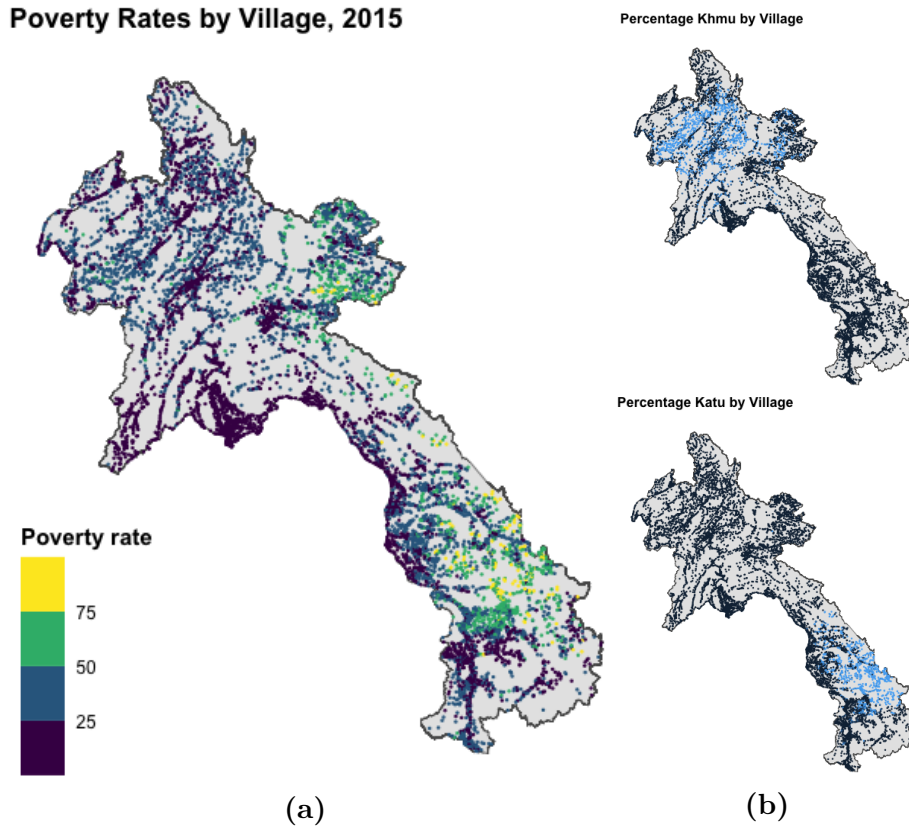 Poverty Rates by Village, 2015
Percentage Khmu by Village
Percentage Katu by Village
Poverty rate
75
50
25
(a)
(b)